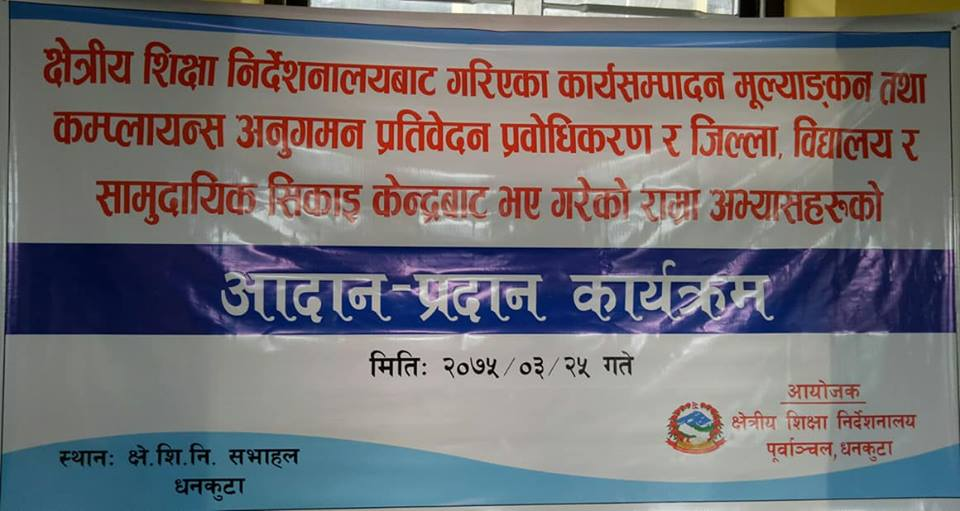 क्षेत्रीय शिक्षा निर्देशनालयबाट गरिएका कार्यसम्पादन मूल्याङ्कन तथा
कम्प्लायन्स अनुगमन प्रतिवेदन प्रवोधिकरण र जिल्ला, विद्यालय र
सामुदायिक सिकाइ केन्द्रबाट भए गरेको राम्रा अभ्यासहरूको
आदान-प्रदान कार्यक्रम
मिति: २०७५/०३/२५ गते
आयोजक
क्षेत्रीय शिक्षा निर्देशनालय
पूर्वाञ्चल, धनकुटा
स्थान: क्षे.शि.नि. सभाहल
धनकुटा